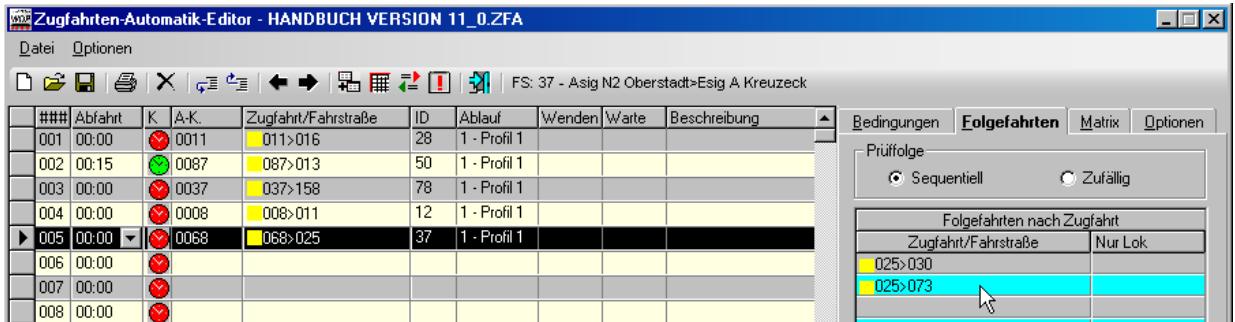 Zugfahrten-Automatik-Editor - HANDBUCH VERSION 11_0.ZFA
Datei Optionen
FS: 37 - Asig N2 Oberstadt>Esig A Kreuzeck
### Abfahrt K A-K. Zugfahrt/Fahrstraße ID Ablauf Wenden Warte Beschreibung
001 00:00 0011 011>016 28 1 - Profil 1
002 00:15 0087 087>013 50 1 - Profil 1
003 00:00 0037 037>158 78 1 - Profil 1
004 00:00 0008 008>011 12 1 - Profil 1
005 00:00 0068 068>025 37 1 - Profil 1
006 00:00
007 00:00
008 00:00
Bedingungen Folgefahrten Matrix Optionen
Prüffolge
Sequentiell Zufällig
Folgefahrten nach Zugfahrt
Zugfahrt/Fahrstraße Nur Lok
025>030
025>073